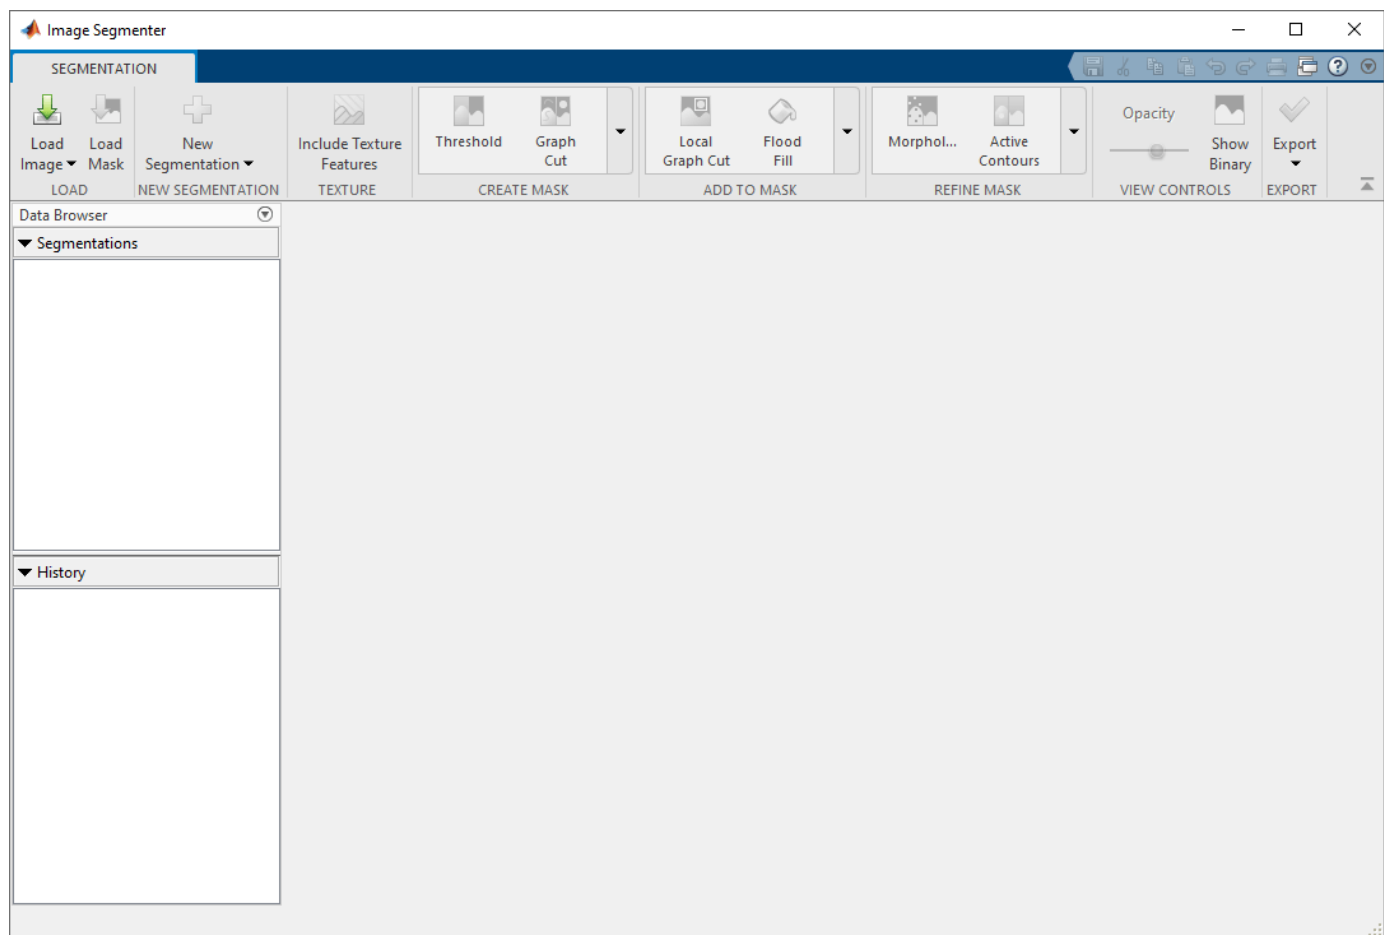 Image Segmenter
SEGMENTATION
Load Image
Load Mask
LOAD
New Segmentation
NEW SEGMENTATION
Include Texture Features
TEXTURE
Threshold
Graph Cut
CREATE MASK
Local Graph Cut
Flood Fill
ADD TO MASK
Morphol...
Active Contours
REFINE MASK
Opacity
Show Binary
VIEW CONTROLS
Export
EXPORT
Data Browser
Segmentations
History